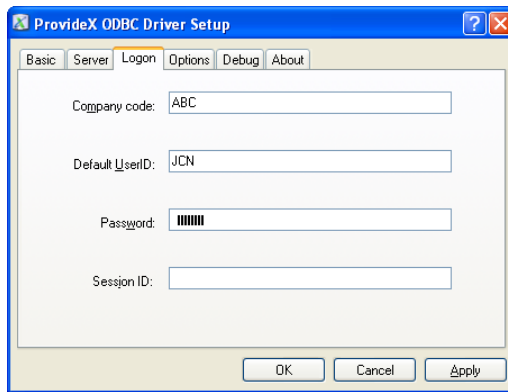 ProvideX ODBC Driver Setup
Basic Server Logon Options Debug About
Company code: ABC
Default UserID: JCN
Password:
Session ID:
OK Cancel Apply